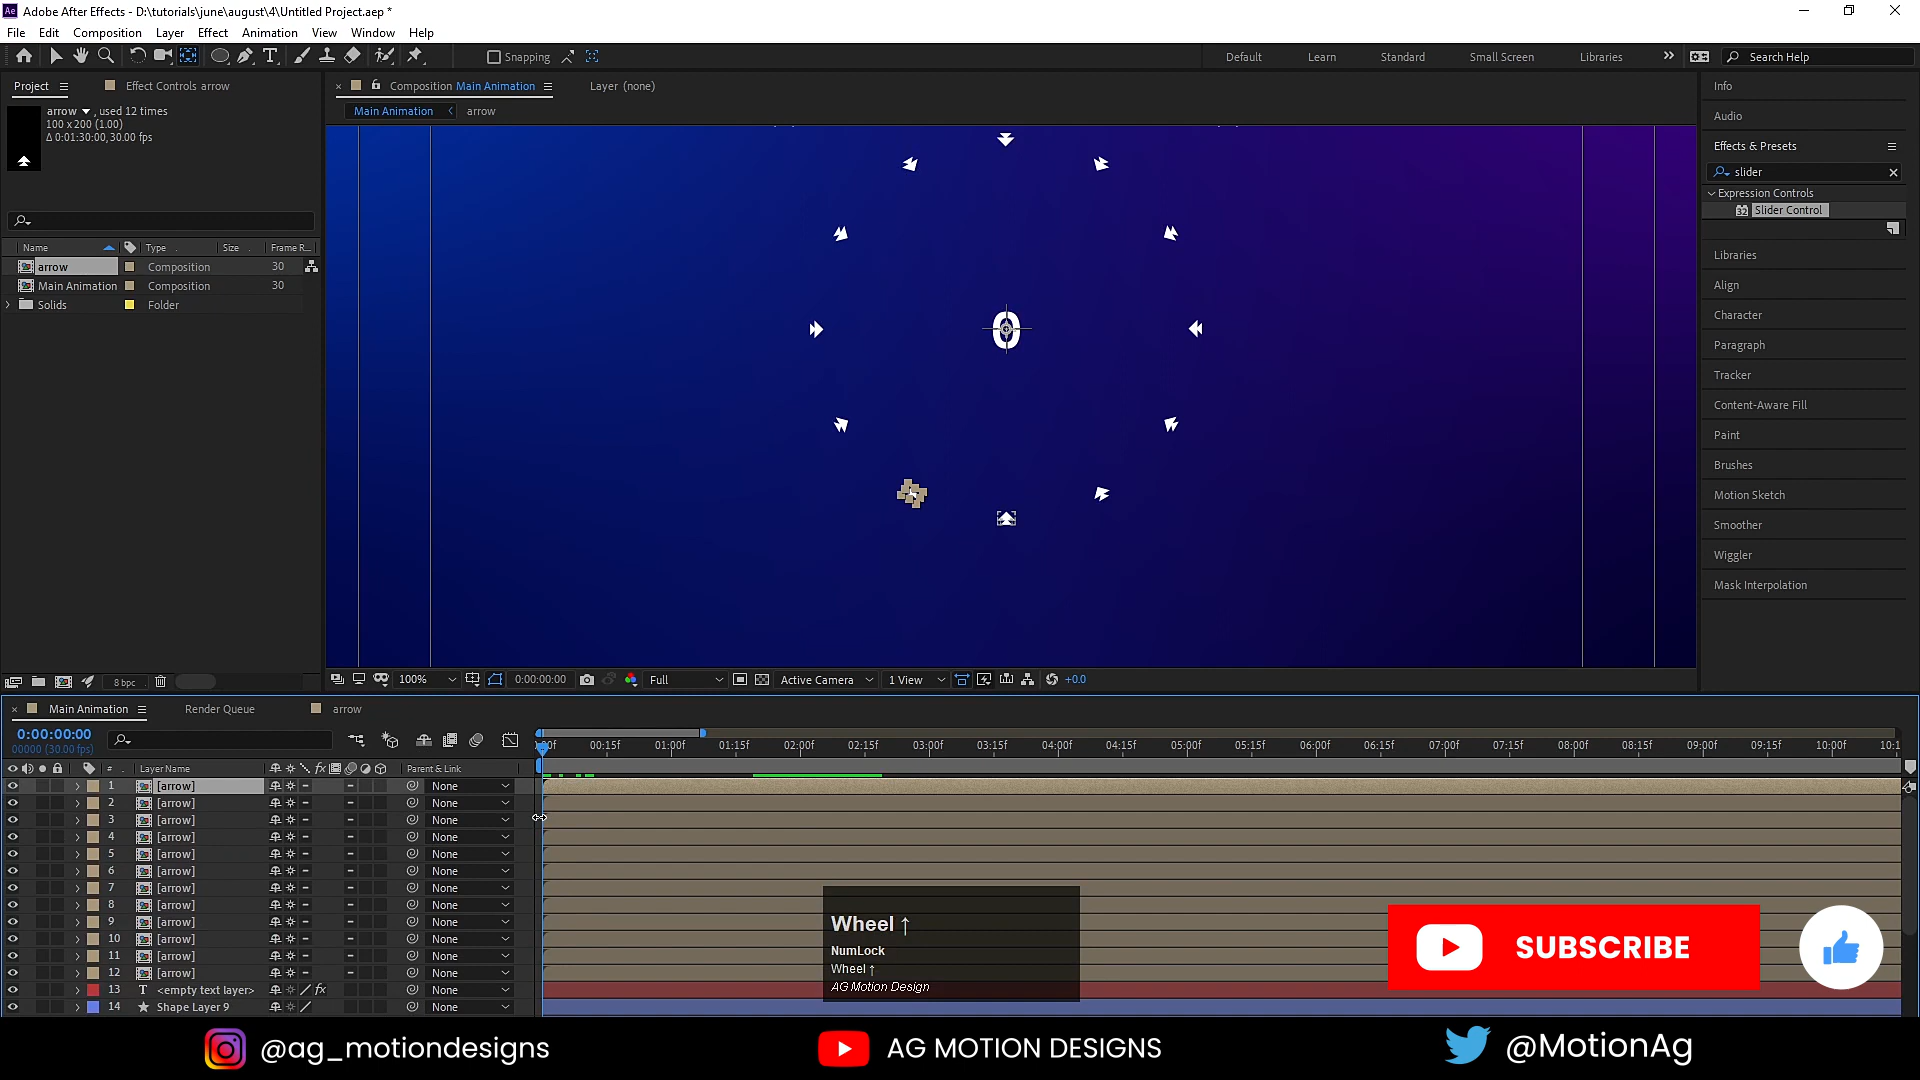 Adobe After Effects - D:\tutorials\june\august\4\Untitled Project.aep *
File Edit Composition Layer Effect Animation View Window Help
Snapping Default Learn Standard Small Screen Libraries Search Help
Project Effect Controls arrow Composition Main Animation Layer (none) Info
arrow , used 12 times
100 x 200 (1.00)
Δ 0:01:30:00, 30.00 fps
Main Animation arrow
Audio
Effects & Presets
slider
Expression Controls
Slider Control
Name Type Size Frame R...
arrow Composition 30
Main Animation Composition 30
Solids Folder
0
Libraries
Align
Character
Paragraph
Wheel ↑
Tracker
Content-Aware Fill
Paint
Brushes
Motion Sketch
Smoother
Wiggler
Mask Interpolation
8 bpc 100% 0:00:00:00 Full Active Camera 1 View +0.0
Main Animation Render Queue arrow
0:00:00:00
00000 (30.00 fps)
:00f 00:15f 01:00f 01:15f 02:00f 02:15f 03:00f 03:15f 04:00f 04:15f 05:00f 05:15f 06:00f 06:15f 07:00f 07:15f 08:00f 08:15f 09:00f 09:15f 10:00f 10:1
# Layer Name fx Parent & Link
1 [arrow] None
2 [arrow] None
3 [arrow] None
4 [arrow] None
5 [arrow] None
6 [arrow] None
7 [arrow] None
8 [arrow] None
9 [arrow] None
10 [arrow] None
11 [arrow] None
12 [arrow] None
13 T <empty text layer> fx None
14 Shape Layer 9 None
NumLock
Wheel ↑
AG Motion Design
SUBSCRIBE
@ag_motiondesigns AG MOTION DESIGNS @MotionAg